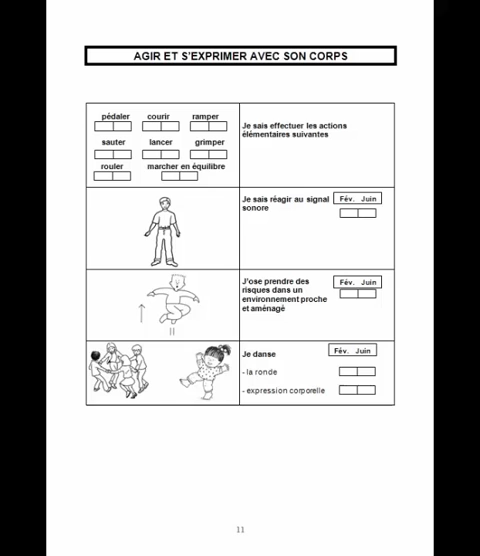 AGIR ET S'EXPRIMER AVEC SON CORPS
pédaler courir ramper
sauter lancer grimper
rouler marcher en équilibre
Je sais effectuer les actions
élémentaires suivantes
Je sais réagir au signal
sonore
Fév. Juin
J'ose prendre des
risques dans un
environnement proche
et aménagé
Fév. Juin
Je danse
Fév. Juin
- la ronde
- expression corporelle
11